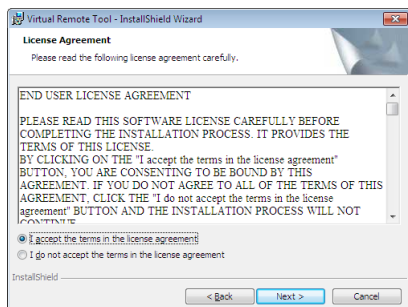 Virtual Remote Tool - InstallShield Wizard
License Agreement
Please read the following license agreement carefully.
END USER LICENSE AGREEMENT
PLEASE READ THIS SOFTWARE LICENSE CAREFULLY BEFORE
COMPLETING THE INSTALLATION PROCESS. IT PROVIDES THE
TERMS OF THIS LICENSE.
BY CLICKING ON THE "I accept the terms in the license agreement"
BUTTON, YOU ARE CONSENTING TO BE BOUND BY THIS
AGREEMENT. IF YOU DO NOT AGREE TO ALL OF THE TERMS OF THIS
AGREEMENT, CLICK THE "I do not accept the terms in the license
agreement" BUTTON AND THE INSTALLATION PROCESS WILL NOT
CONTINUE
I accept the terms in the license agreement
I do not accept the terms in the license agreement
InstallShield
< Back Next > Cancel